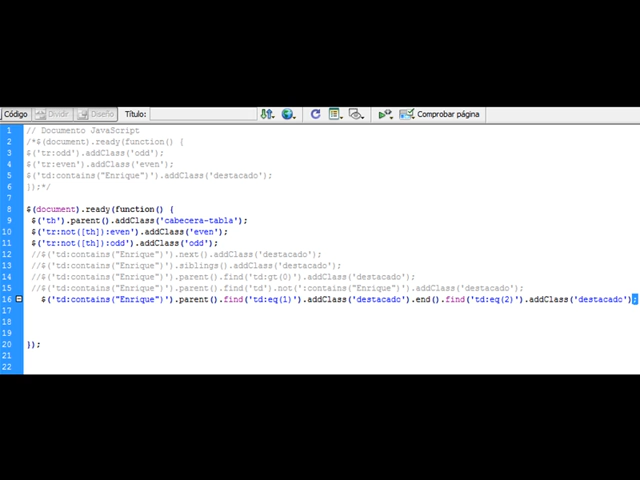 Código Dividir Diseño Título: Comprobar página
1 // Documento JavaScript
2 /*$(document).ready(function() {
3 $('tr:odd').addClass('odd');
4 $('tr:even').addClass('even');
5 $('td:contains("Enrique")').addClass('destacado');
6 });*/
7
8 $(document).ready(function() {
9 $('th').parent().addClass('cabecera-tabla');
10 $('tr:not([th]):even').addClass('even');
11 $('tr:not([th]):odd').addClass('odd');
12 //$('td:contains("Enrique")').next().addClass('destacado');
13 //$('td:contains("Enrique")').siblings().addClass('destacado');
14 //$('td:contains("Enrique")').parent().find('td:gt(0)').addClass('destacado');
15 //$('td:contains("Enrique")').parent().find('td').not(':contains("Enrique")').addClass('destacado');
16 $('td:contains("Enrique")').parent().find('td:eq(1)').addClass('destacado').end().find('td:eq(2)').addClass('destacado');
17
18
19
20 });
21
22